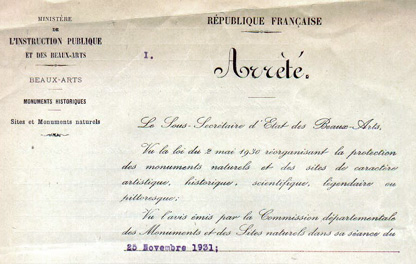 MINISTÈRE
DE
L'INSTRUCTION PUBLIQUE
ET DES BEAUX-ARTS
BEAUX-ARTS
MONUMENTS HISTORIQUES
Sites et Monuments naturels
RÉPUBLIQUE FRANÇAISE
I.
Arrêté.
Le Sous-Secrétaire d'État des Beaux-Arts,
Vu la loi du 2 mai 1930 réorganisant la protection
des monuments naturels et des sites de caractère
artistique, historique, scientifique, légendaire ou
pittoresque;
Vu l'avis émis par la Commission départementale
des Monuments et des Sites naturels dans sa séance du
25 Novembre 1931;